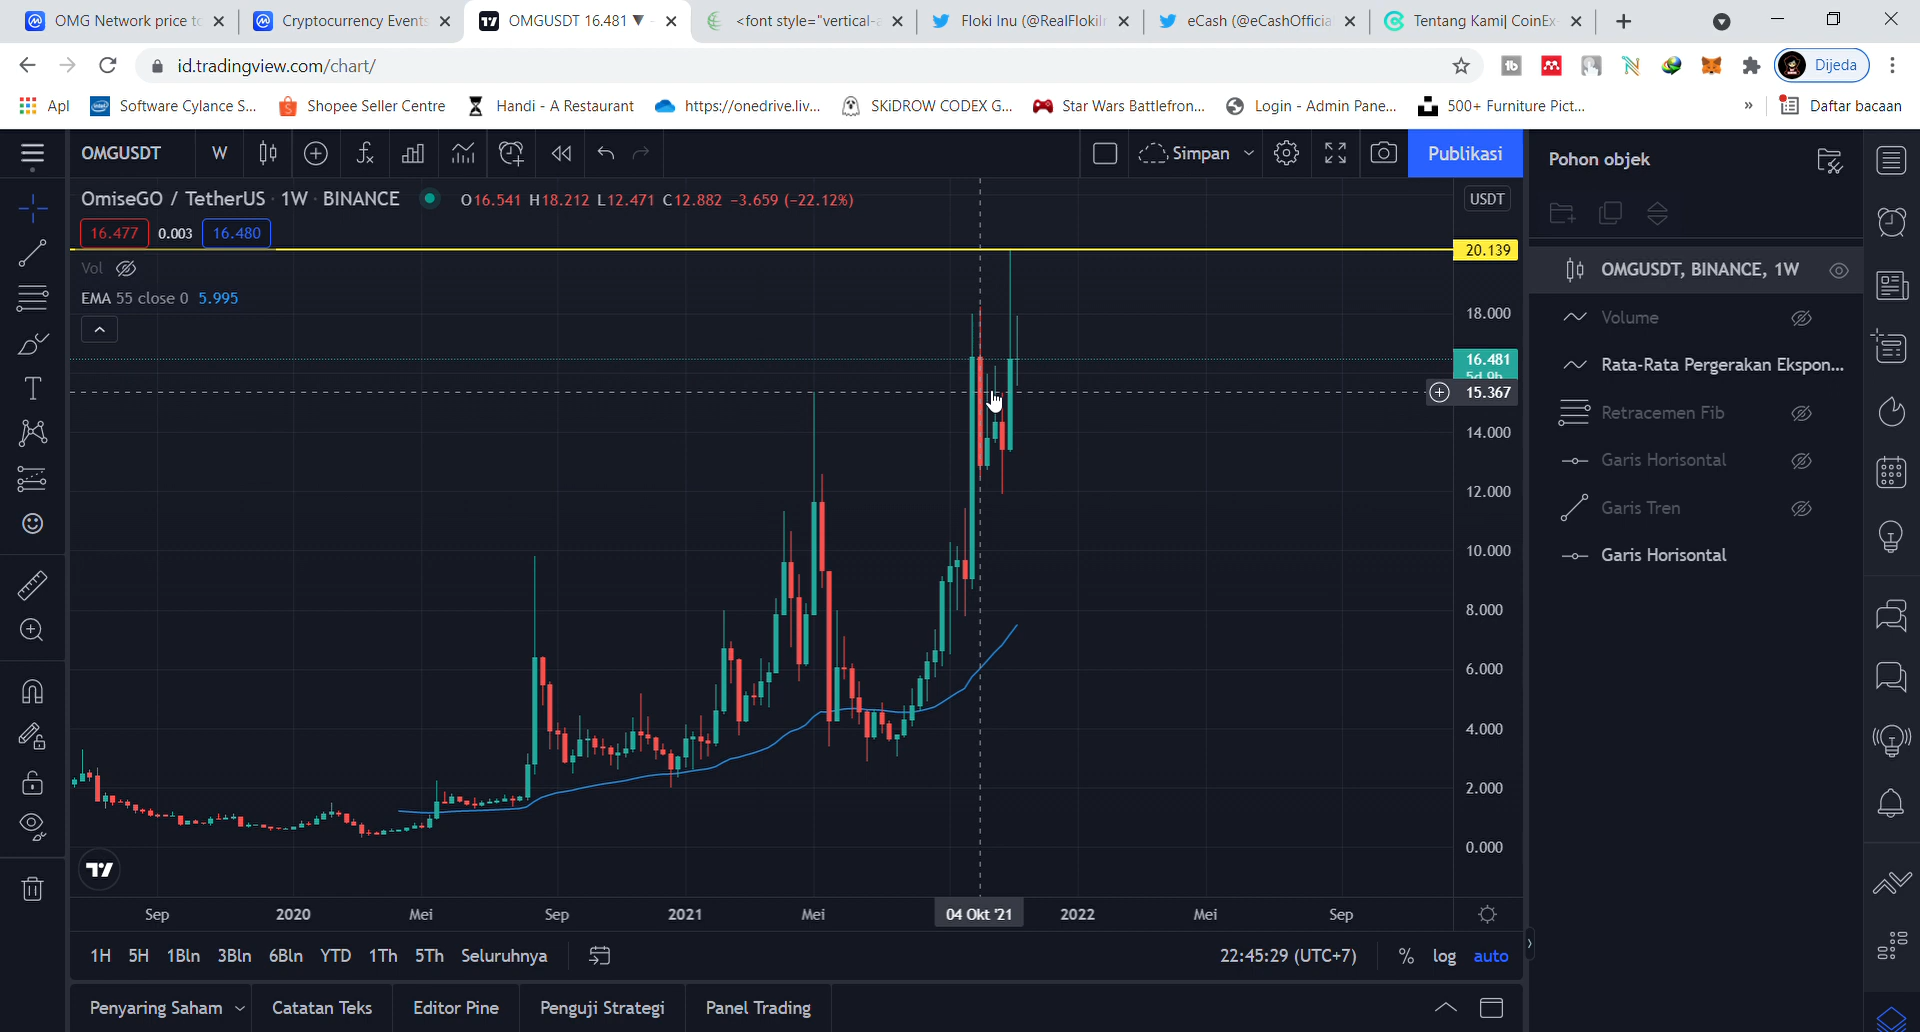 OMG Network price to
Cryptocurrency Events
OMGUSDT 16.481 ▼
<font style="vertical-a
Floki Inu (@RealFlokiIn
eCash (@eCashOfficia
Tentang Kami| CoinEx
id.tradingview.com/chart/
Dijeda
Apl
Software Cylance S...
Shopee Seller Centre
Handi - A Restaurant
https://onedrive.liv...
SKiDROW CODEX G...
Star Wars Battlefron...
Login - Admin Pane...
500+ Furniture Pict...
»
Daftar bacaan
OMGUSDT
W
Simpan
Publikasi
Pohon objek
OmiseGO / TetherUS · 1W · BINANCE
O16.541 H18.212 L12.471 C12.882 −3.659 (−22.12%)
USDT
16.477
0.003
16.480
20.139
Vol
EMA 55 close 0 5.995
18.000
16.481
5d 9h
15.367
14.000
12.000
10.000
8.000
6.000
4.000
2.000
0.000
OMGUSDT, BINANCE, 1W
Volume
Rata-Rata Pergerakan Ekspon...
Retracemen Fib
Garis Horisontal
Garis Tren
Garis Horisontal
Sep
2020
Mei
Sep
2021
Mei
04 Okt '21
2022
Mei
Sep
1H
5H
1Bln
3Bln
6Bln
YTD
1Th
5Th
Seluruhnya
22:45:29 (UTC+7)
%
log
auto
Penyaring Saham
Catatan Teks
Editor Pine
Penguji Strategi
Panel Trading